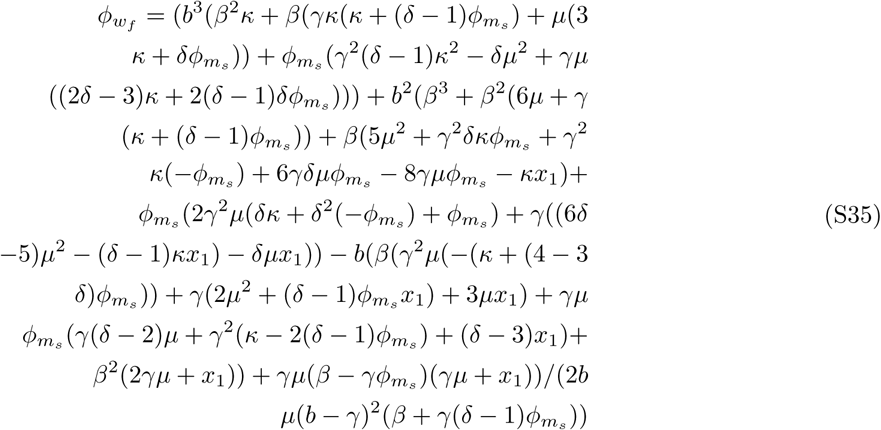 ϕ_{w_f} = (b^3(β^2κ + β(γκ(κ + (δ − 1)ϕ_{m_s}) + μ(3
κ + δϕ_{m_s})) + ϕ_{m_s}(γ^2(δ − 1)κ^2 − δμ^2 + γμ
((2δ − 3)κ + 2(δ − 1)δϕ_{m_s}))) + b^2(β^3 + β^2(6μ + γ
(κ + (δ − 1)ϕ_{m_s})) + β(5μ^2 + γ^2δκϕ_{m_s} + γ^2
κ(−ϕ_{m_s}) + 6γδμϕ_{m_s} − 8γμϕ_{m_s} − κx_1)+
ϕ_{m_s}(2γ^2μ(δκ + δ^2(−ϕ_{m_s}) + ϕ_{m_s}) + γ((6δ
(S35)
−5)μ^2 − (δ − 1)κx_1) − δμx_1)) − b(β(γ^2μ(−(κ + (4 − 3
δ)ϕ_{m_s})) + γ(2μ^2 + (δ − 1)ϕ_{m_s}x_1) + 3μx_1) + γμ
ϕ_{m_s}(γ(δ − 2)μ + γ^2(κ − 2(δ − 1)ϕ_{m_s}) + (δ − 3)x_1)+
β^2(2γμ + x_1)) + γμ(β − γϕ_{m_s})(γμ + x_1))/(2b
μ(b − γ)^2(β + γ(δ − 1)ϕ_{m_s}))